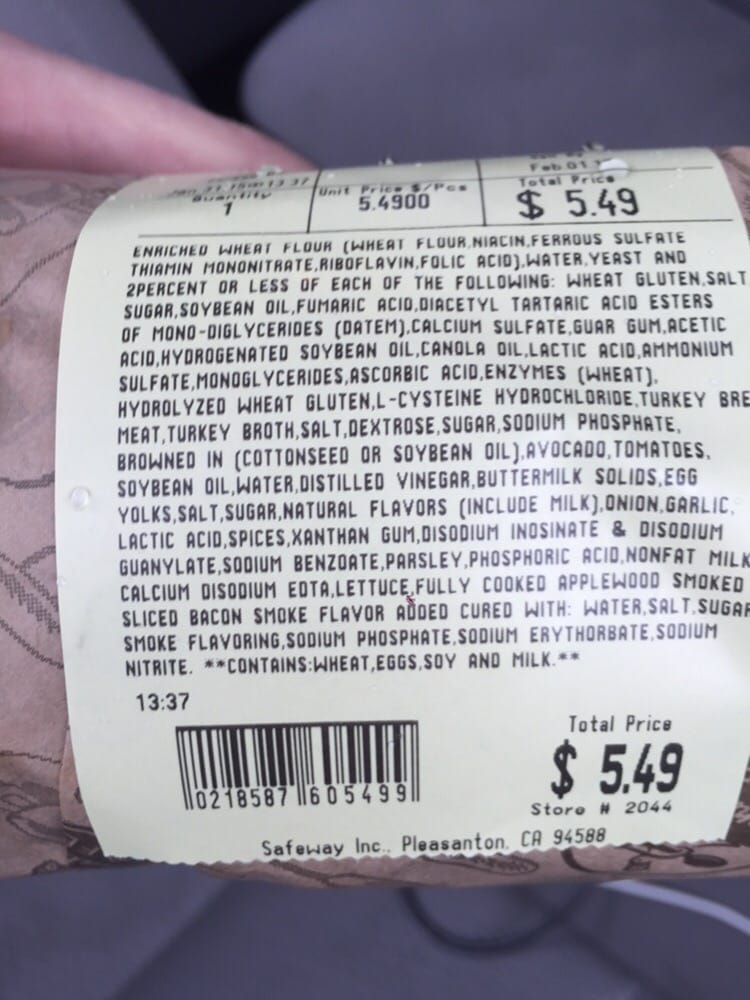 Feb 01
Jan 31.15@13:37
Quantity Unit Price $/Pcs Total Price
1 5.4900 $ 5.49
ENRICHED WHEAT FLOUR (WHEAT FLOUR,NIACIN,FERROUS SULFATE
THIAMIN MONONITRATE,RIBOFLAVIN,FOLIC ACID),WATER,YEAST AND
2PERCENT OR LESS OF EACH OF THE FOLLOWING: WHEAT GLUTEN,SALT
SUGAR,SOYBEAN OIL,FUMARIC ACID,DIACETYL TARTARIC ACID ESTERS
OF MONO-DIGLYCERIDES (DATEM),CALCIUM SULFATE,GUAR GUM,ACETIC
ACID,HYDROGENATED SOYBEAN OIL,CANOLA OIL,LACTIC ACID,AMMONIUM
SULFATE,MONOGLYCERIDES,ASCORBIC ACID,ENZYMES (WHEAT),
HYDROLYZED WHEAT GLUTEN,L-CYSTEINE HYDROCHLORIDE,TURKEY BRE
MEAT,TURKEY BROTH,SALT,DEXTROSE,SUGAR,SODIUM PHOSPHATE,
BROWNED IN (COTTONSEED OR SOYBEAN OIL),AVOCADO,TOMATOES,
SOYBEAN OIL,WATER,DISTILLED VINEGAR,BUTTERMILK SOLIDS,EGG
YOLKS,SALT,SUGAR,NATURAL FLAVORS (INCLUDE MILK),ONION,GARLIC,
LACTIC ACID,SPICES,XANTHAN GUM,DISODIUM INOSINATE & DISODIUM
GUANYLATE,SODIUM BENZOATE,PARSLEY,PHOSPHORIC ACID,NONFAT MILK
CALCIUM DISODIUM EDTA,LETTUCE,FULLY COOKED APPLEWOOD SMOKED
SLICED BACON SMOKE FLAVOR ADDED CURED WITH: WATER,SALT,SUGAR
SMOKE FLAVORING,SODIUM PHOSPHATE,SODIUM ERYTHORBATE,SODIUM
NITRITE. **CONTAINS:WHEAT,EGGS,SOY AND MILK.**
13:37
Total Price
$ 5.49
0218587 605499
Store # 2044
Safeway Inc., Pleasanton, CA 94588